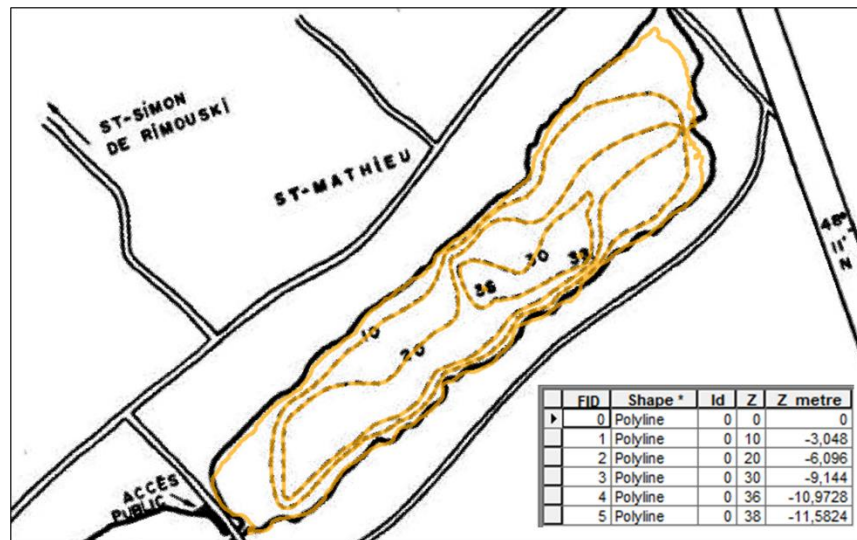 ST-SIMON
DE RIMOUSKI
ST-MATHIEU
48°
11'
N
30
38
36
10
20
ACCÈS
PUBLIC
FID Shape * Id Z Z_metre
0 Polyline 0 0 0
1 Polyline 0 10 -3,048
2 Polyline 0 20 -6,096
3 Polyline 0 30 -9,144
4 Polyline 0 36 -10,9728
5 Polyline 0 38 -11,5824